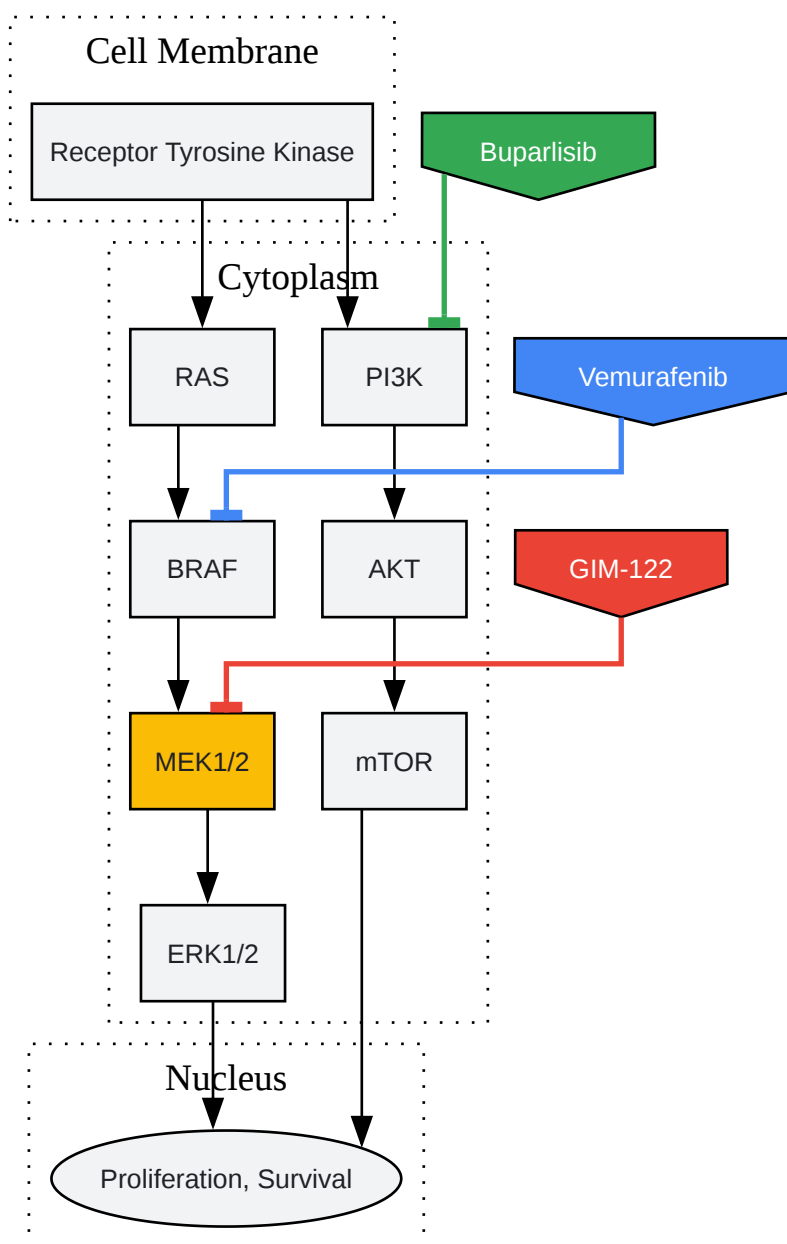 Cell Membrane
Receptor Tyrosine Kinase
Buparlisib
Cytoplasm
RAS
PI3K
Vemurafenib
BRAF
AKT
GIM-122
MEK1/2
mTOR
ERK1/2
Nucleus
Proliferation, Survival